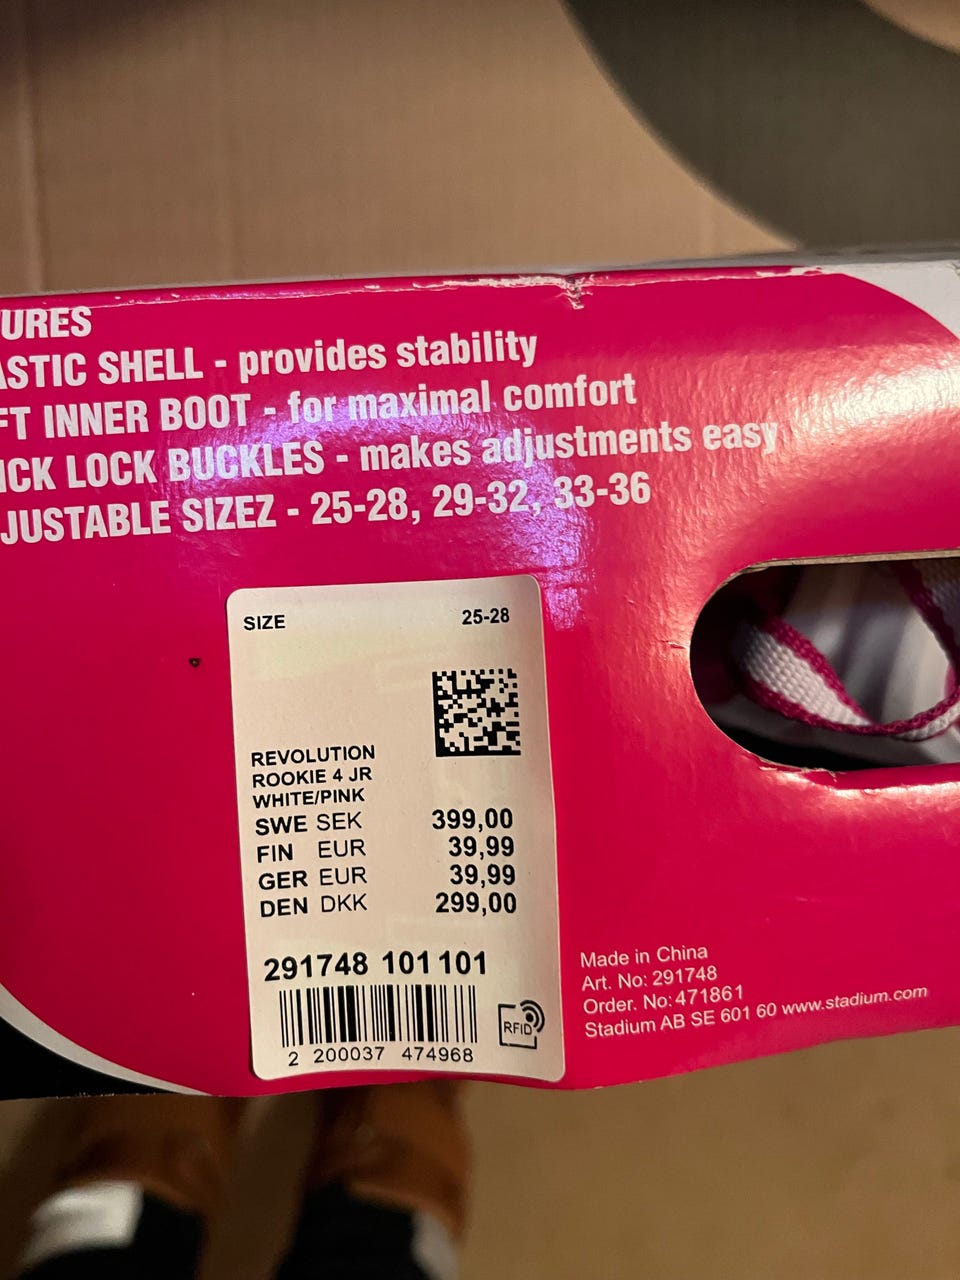 URES
ASTIC SHELL - provides stability
FT INNER BOOT - for maximal comfort
ICK LOCK BUCKLES - makes adjustments easy
JUSTABLE SIZEZ - 25-28, 29-32, 33-36
SIZE 25-28
REVOLUTION
ROOKIE 4 JR
WHITE/PINK
SWE SEK 399,00
FIN EUR 39,99
GER EUR 39,99
DEN DKK 299,00
291748 101 101
RFID
2 200037 474968
Made in China
Art. No: 291748
Order. No: 471861
Stadium AB SE 601 60 www.stadium.com